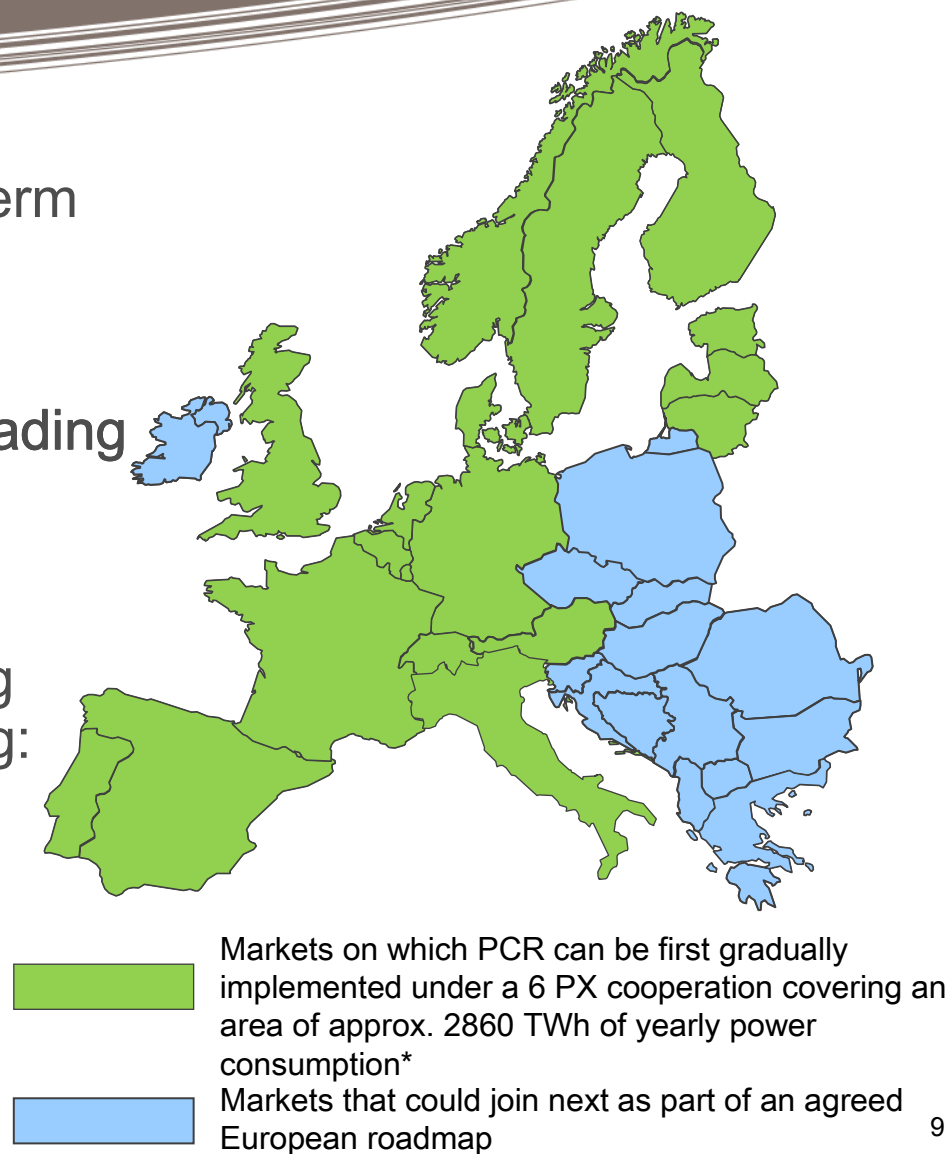 erm
ading
g
g:
Markets on which PCR can be first gradually
implemented under a 6 PX cooperation covering an
area of approx. 2860 TWh of yearly power
consumption*
Markets that could join next as part of an agreed
European roadmap
9